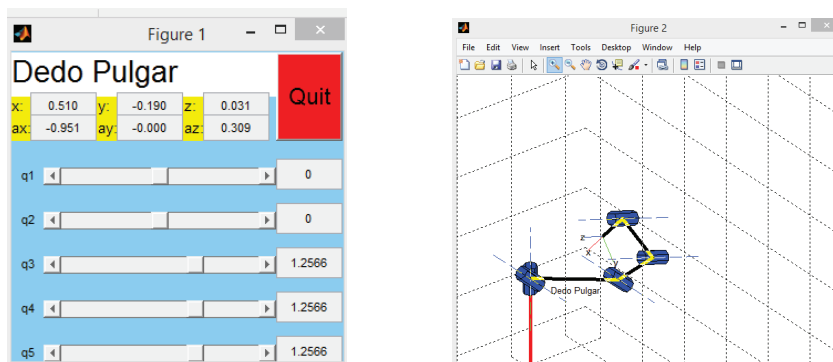 Figure 1
Dedo Pulgar
Quit
x: 0.510 y: -0.190 z: 0.031
ax: -0.951 ay: -0.000 az: 0.309
q1 0
q2 0
q3 1.2566
q4 1.2566
q5 1.2566
Figure 2
File Edit View Insert Tools Desktop Window Help
z
x
y
Dedo Pulgar